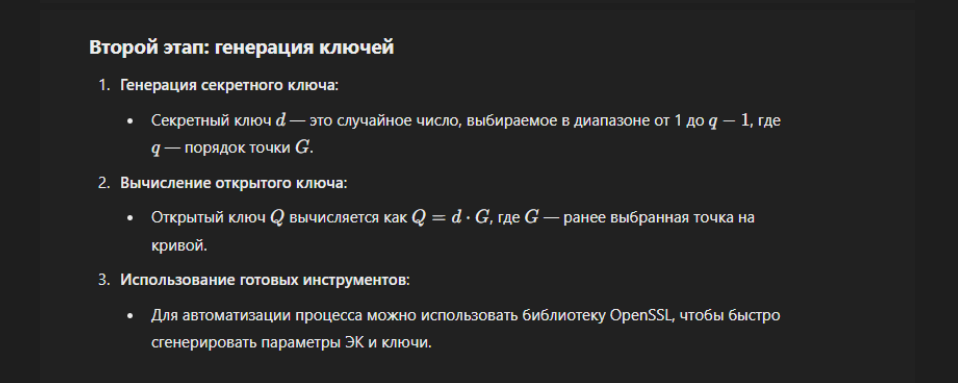 Второй этап: генерация ключей
1. Генерация секретного ключа:
• Секретный ключ d — это случайное число, выбираемое в диапазоне от 1 до q − 1, где
q — порядок точки G.
2. Вычисление открытого ключа:
• Открытый ключ Q вычисляется как Q = d · G, где G — ранее выбранная точка на
кривой.
3. Использование готовых инструментов:
• Для автоматизации процесса можно использовать библиотеку OpenSSL, чтобы быстро
сгенерировать параметры ЭК и ключи.